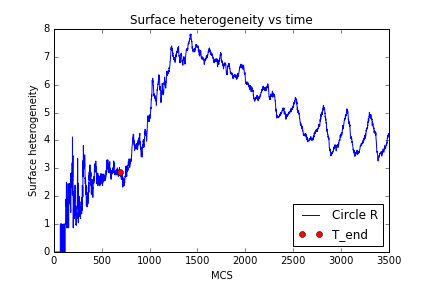 Surface heterogeneity vs time
Surface heterogeneity
8
7
6
5
4
3
2
1
0
0 500 1000 1500 2000 2500 3000 3500
MCS
Circle R
T_end